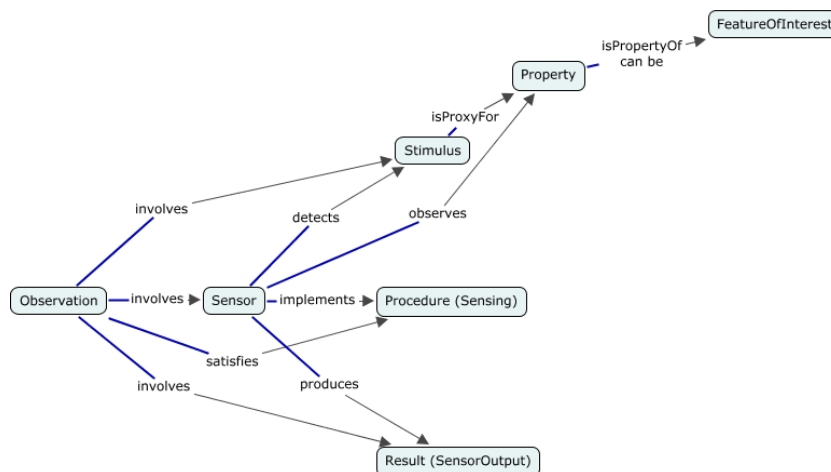 FeatureOfInterest
isPropertyOf
can be
Property
isProxyFor
Stimulus
involves
detects
observes
Observation
involves
Sensor
implements
Procedure (Sensing)
satisfies
involves
produces
Result (SensorOutput)